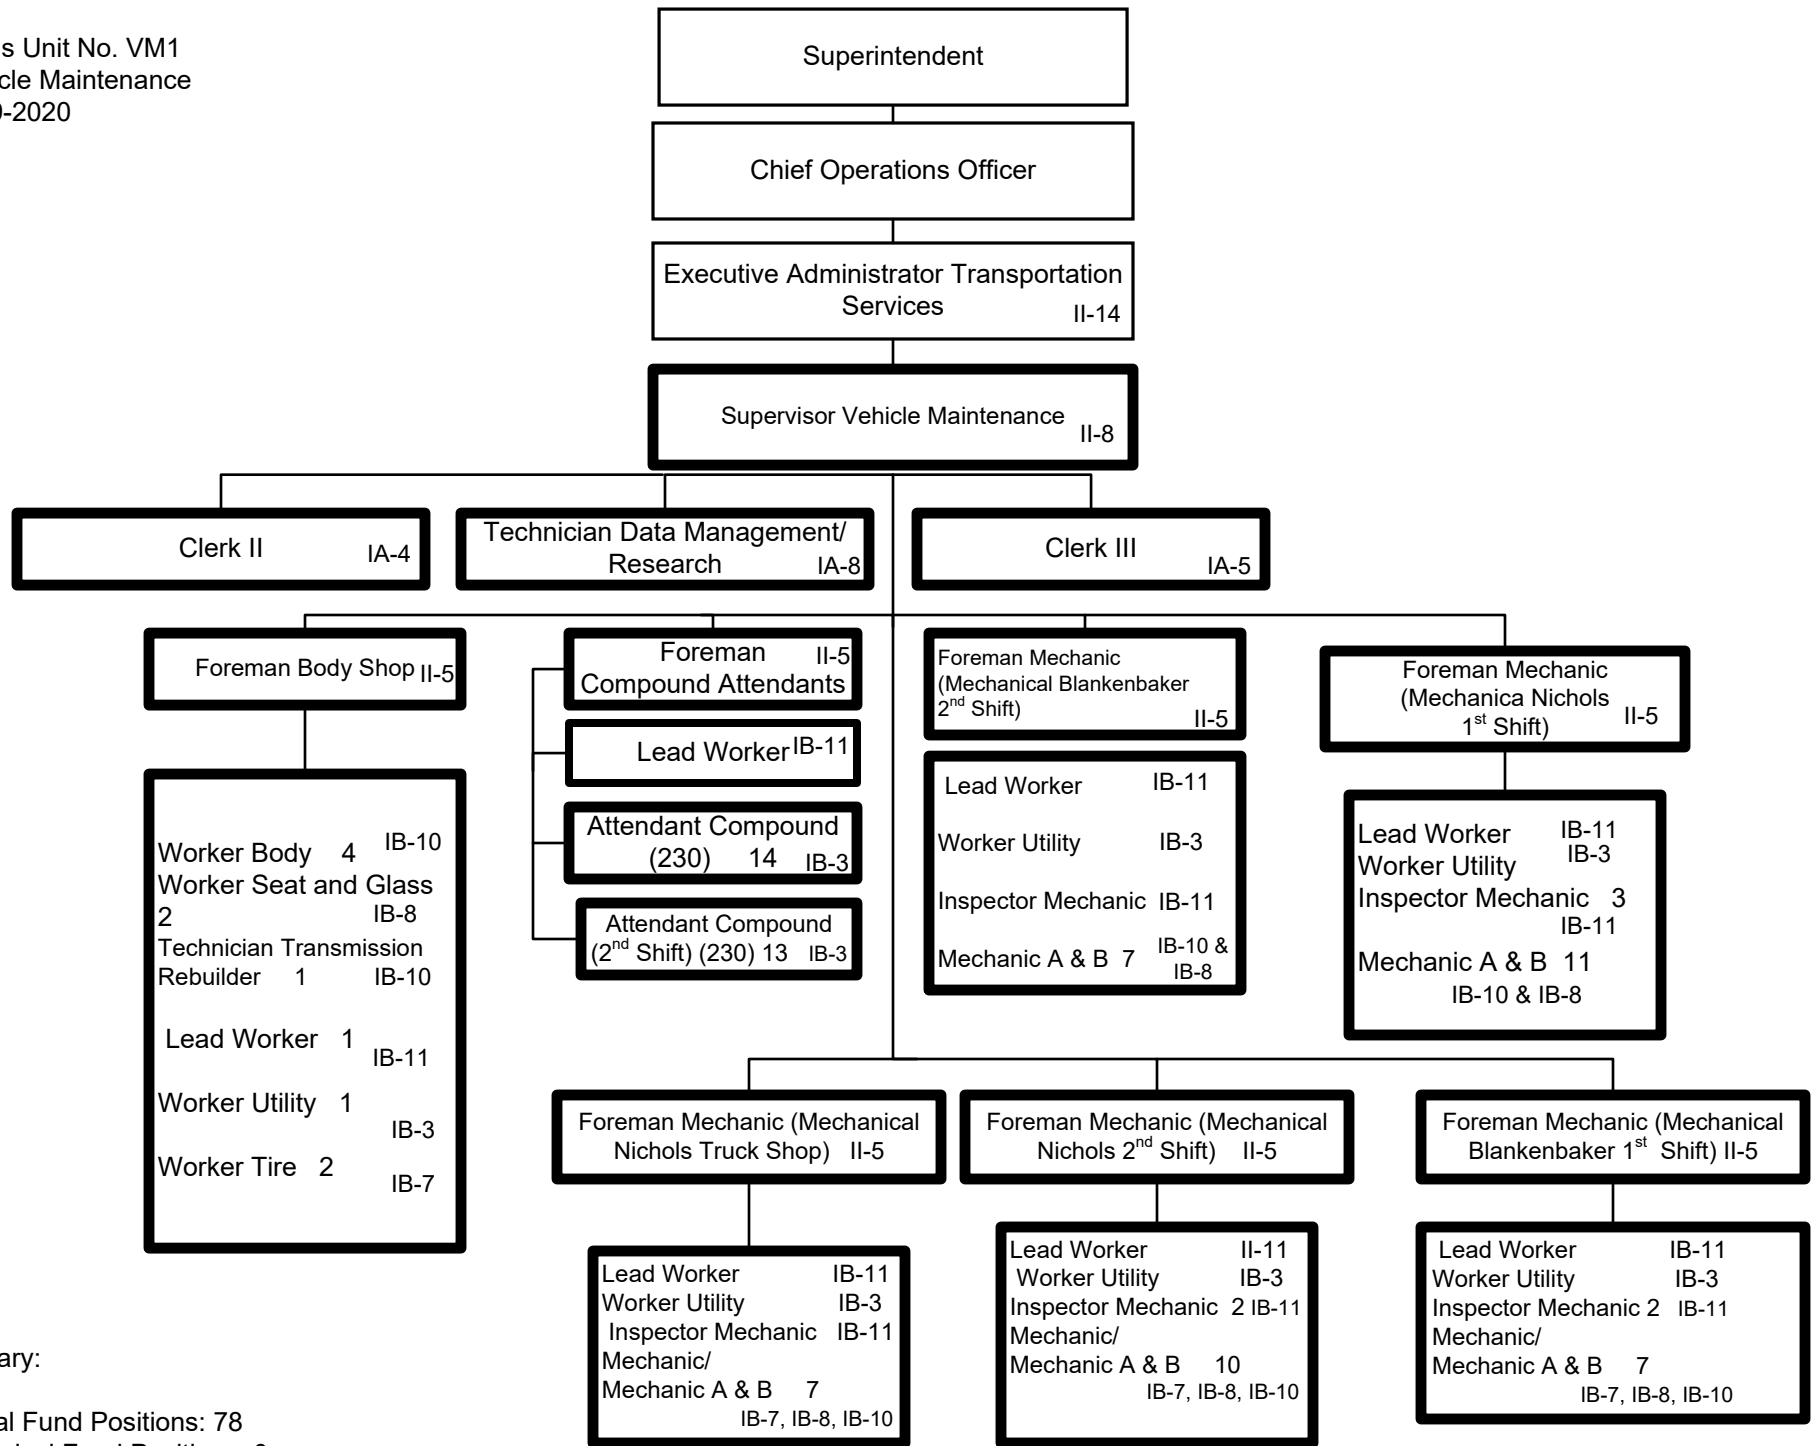 s Unit No. VM1
cle Maintenance
-2020
Superintendent
Chief Operations Officer
Executive Administrator Transportation
Services II-14
Supervisor Vehicle Maintenance
II-8
Clerk II IA-4
Technician Data Management/
Research IA-8
Clerk III
IA-5
Foreman Body Shop II-5
Foreman II-5
Compound Attendants
Lead Worker IB-11
Attendant Compound
(230) 14 IB-3
Attendant Compound
(2nd Shift) (230) 13 IB-3
Foreman Mechanic
(Mechanical Blankenbaker
2nd Shift)
II-5
Foreman Mechanic
(Mechanica Nichols
1st Shift) II-5
Worker Body 4 IB-10
Worker Seat and Glass
2 IB-8
Technician Transmission
Rebuilder 1 IB-10
Lead Worker 1
IB-11
Worker Utility 1
IB-3
Worker Tire 2
IB-7
Lead Worker IB-11
Worker Utility IB-3
Inspector Mechanic IB-11
Mechanic A & B 7 IB-10 &
IB-8
Lead Worker IB-11
Worker Utility IB-3
Inspector Mechanic 3
IB-11
Mechanic A & B 11
IB-10 & IB-8
Foreman Mechanic (Mechanical
Nichols Truck Shop) II-5
Foreman Mechanic (Mechanical
Nichols 2nd Shift) II-5
Foreman Mechanic (Mechanical
Blankenbaker 1st Shift) II-5
Lead Worker IB-11
Worker Utility IB-3
Inspector Mechanic IB-11
Mechanic/
Mechanic A & B 7
IB-7, IB-8, IB-10
Lead Worker II-11
Worker Utility IB-3
Inspector Mechanic 2 IB-11
Mechanic/
Mechanic A & B 10
IB-7, IB-8, IB-10
Lead Worker IB-11
Worker Utility IB-3
Inspector Mechanic 2 IB-11
Mechanic/
Mechanic A & B 7
IB-7, IB-8, IB-10
ary:
al Fund Positions: 78